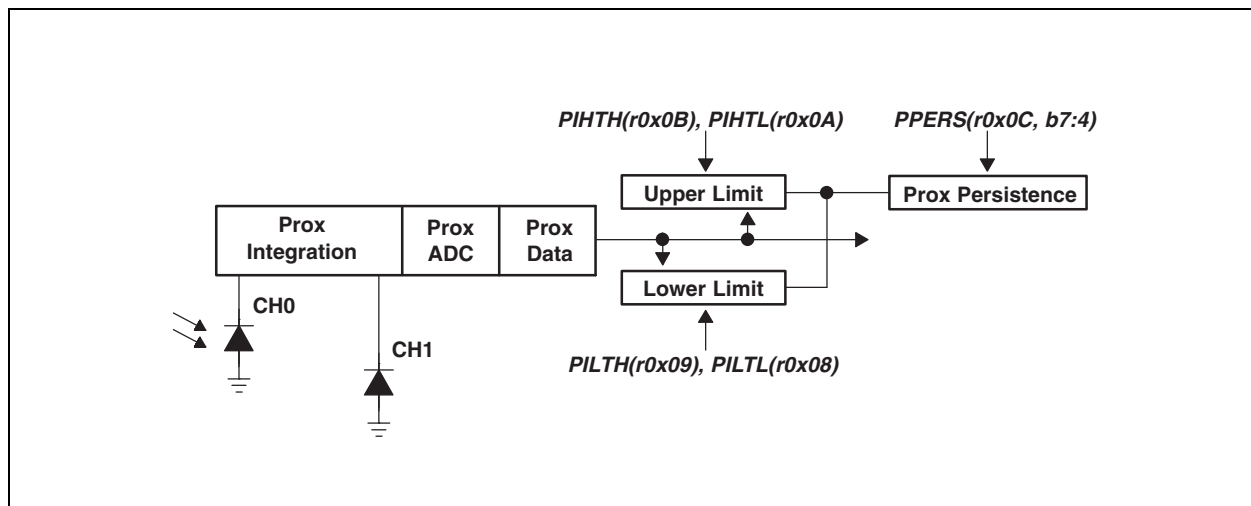 PIHTH(r0x0B), PIHTL(r0x0A)
PPERS(r0x0C, b7:4)
Upper Limit
Prox Persistence
Prox
Integration
Prox
ADC
Prox
Data
Lower Limit
CH0
CH1
PILTH(r0x09), PILTL(r0x08)